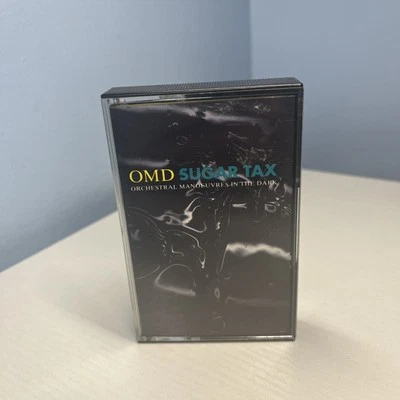 OMD SUGAR TAX
ORCHESTRAL MANOEUVRES IN THE DARK